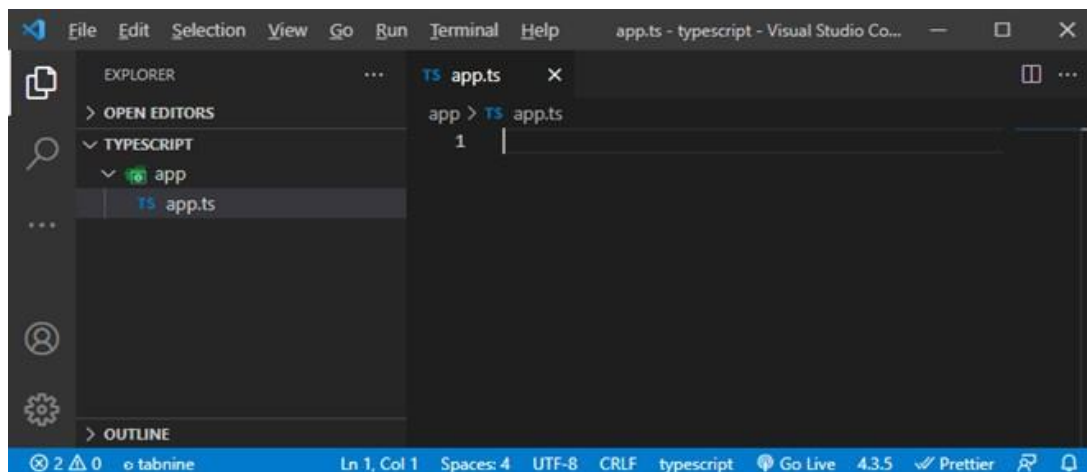 File Edit Selection View Go Run Terminal Help app.ts - typescript - Visual Studio Co...
EXPLORER
OPEN EDITORS
TYPESCRIPT
app
TS app.ts
OUTLINE
TS app.ts
app > TS app.ts
1
2 0 tabnine Ln 1, Col 1 Spaces: 4 UTF-8 CRLF typescript Go Live 4.3.5 Prettier